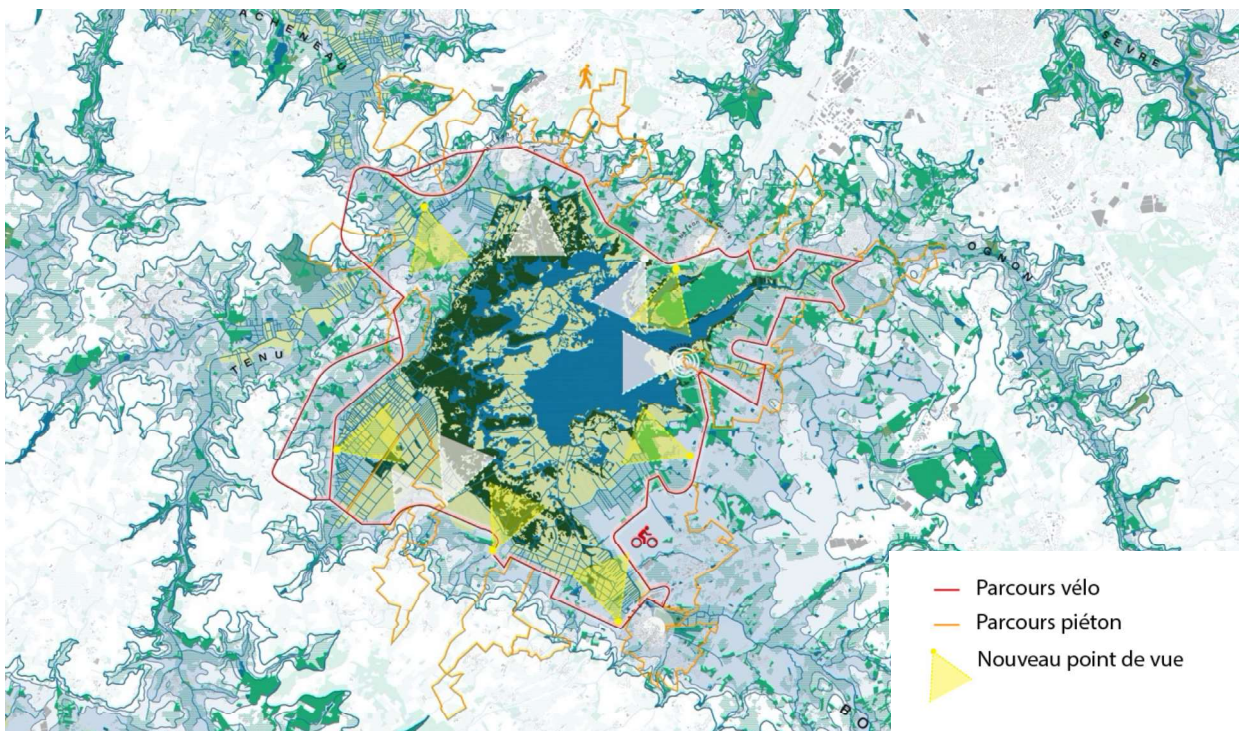 ACHENEAU
SEVRE
OGNON
TENU
BO
Parcours vélo
Parcours piéton
Nouveau point de vue